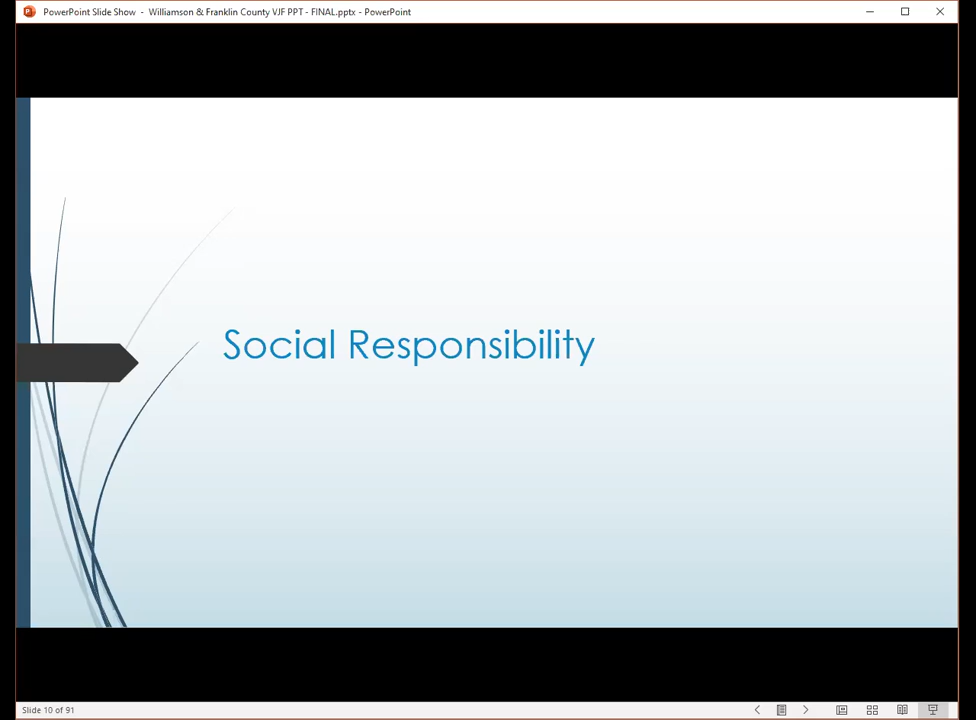 PowerPoint Slide Show - Williamson & Franklin County VJF PPT - FINAL.pptx - PowerPoint
Social Responsibility
Slide 10 of 91